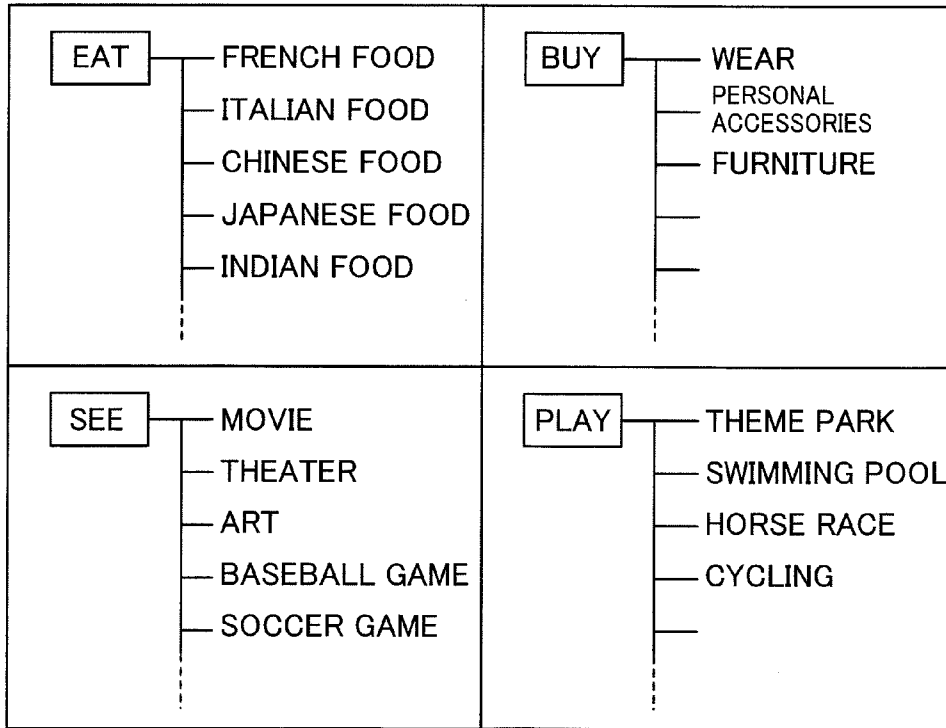 EAT
FRENCH FOOD
ITALIAN FOOD
CHINESE FOOD
JAPANESE FOOD
INDIAN FOOD
BUY
WEAR
PERSONAL
ACCESSORIES
FURNITURE
SEE
MOVIE
THEATER
ART
BASEBALL GAME
SOCCER GAME
PLAY
THEME PARK
SWIMMING POOL
HORSE RACE
CYCLING